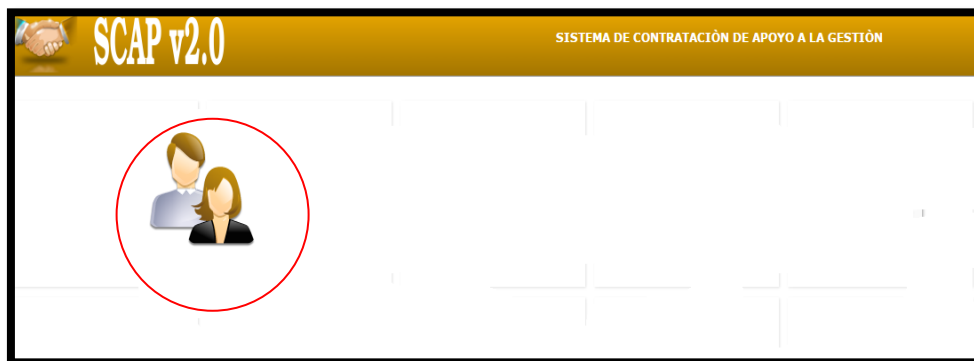 SCAP v2.0
SISTEMA DE CONTRATACIÒN DE APOYO A LA GESTIÒN